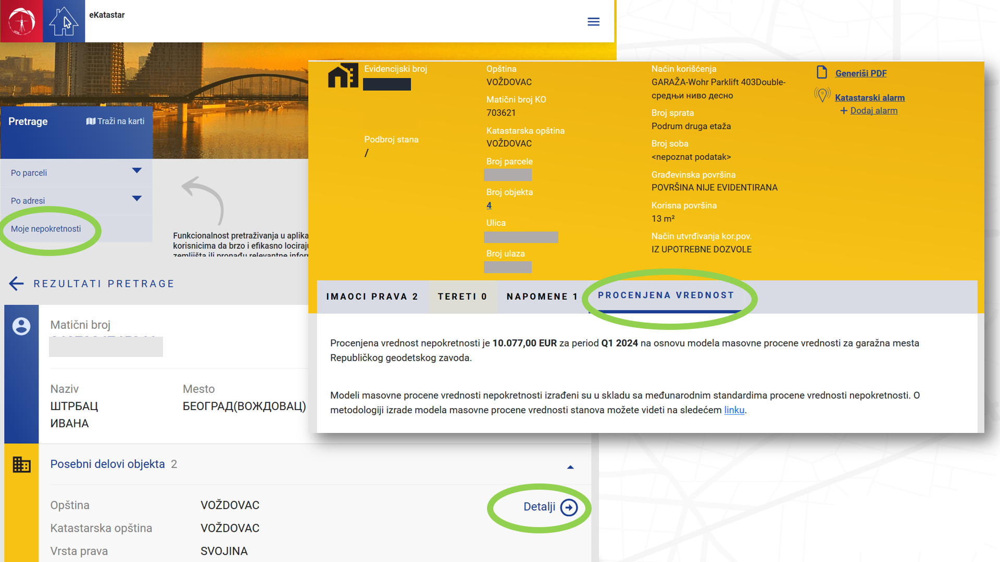 eKatastar
Pretrage
Traži na karti
Po parceli
Po adresi
Moje nepokretnosti
Funkcionalnost pretraživanja u aplika
korisnicima da brzo i efikasno lociraju
zemljišta ili pronađu relevantne infor
REZULTATI PRETRAGE
Matični broj
Naziv
ШТРБАЦ
ИВАНА
Mesto
БЕОГРАД(ВОЖДОВАЦ)
Posebni delovi objekta 2
Opština VOŽDOVAC
Detalji
Katastarska opština VOŽDOVAC
Vrsta prava SVOJINA
Evidencijski broj
Podbroj stana
/
Opština
VOŽDOVAC
Matični broj KO
703621
Katastarska opština
VOŽDOVAC
Broj parcele
Broj objekta
4
Ulica
Broj ulaza
Naćin korišćenja
GARAŽA-Wohr Parklift 403Double-
средњи ниво десно
Broj sprata
Podrum druga etaža
Broj soba
<nepoznat podatak>
Građevinska površina
POVRŠINA NIJE EVIDENTIRANA
Korisna površina
13 m²
Način utvrđivanja kor.pov.
IZ UPOTREBNE DOZVOLE
Generiši PDF
Katastarski alarm
+ Dodaj alarm
IMAOCI PRAVA 2
TERETI 0
NAPOMENE 1
PROCENJENA VREDNOST
Procenjena vrednost nepokretnosti je 10.077,00 EUR za period Q1 2024 na osnovu modela masovne procene vrednosti za garažna mesta
Republičkog geodetskog zavoda.
Modeli masovne procene vrednosti nepokretnosti izrađeni su u skladu sa međunarodnim standardima procene vrednosti nepokretnosti. O
metodologiji izrade modela masovne procene vrednosti stanova možete videti na sledećem linku.